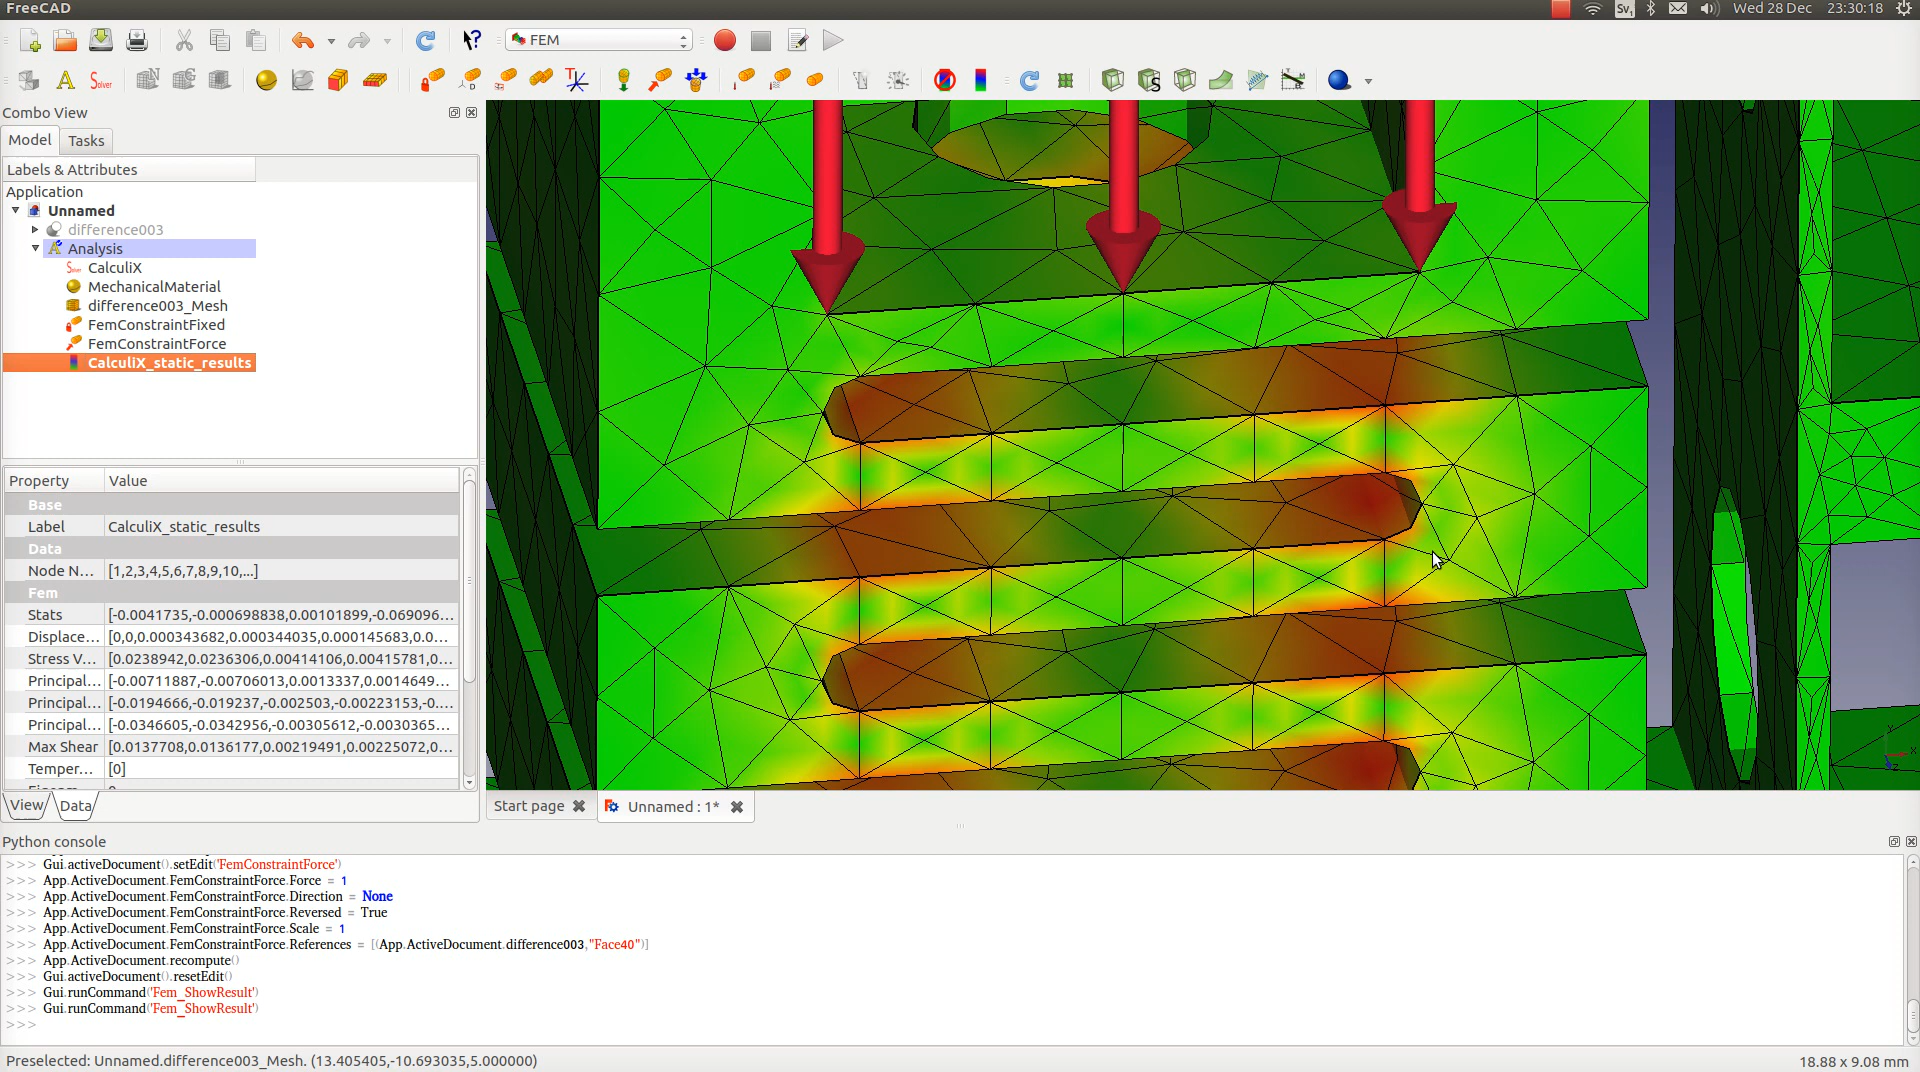 FreeCAD
Sv1
Wed 28 Dec 23:30:18
FEM
Solver
Combo View
Model Tasks
Labels & Attributes
Application
Unnamed
difference003
Analysis
CalculiX
MechanicalMaterial
difference003_Mesh
FemConstraintFixed
FemConstraintForce
CalculiX_static_results
Property Value
Base
Label CalculiX_static_results
Data
Node N... [1,2,3,4,5,6,7,8,9,10,...]
Fem
Stats [-0.0041735,-0.000698838,0.00101899,-0.069096...
Displace... [0,0,0.000343682,0.000344035,0.000145683,0.0...
Stress V... [0.0238942,0.0236306,0.00414106,0.00415781,0...
Principal... [-0.00711887,-0.00706013,0.0013337,0.0014649...
Principal... [-0.0194666,-0.019237,-0.002503,-0.00223153,-0....
Principal... [-0.0346605,-0.0342956,-0.00305612,-0.0030365...
Max Shear [0.0137708,0.0136177,0.00219491,0.00225072,0...
Temper... [0]
View Data
Start page Unnamed : 1*
Python console
>>> Gui.activeDocument().setEdit('FemConstraintForce')
>>> App.ActiveDocument.FemConstraintForce.Force = 1
>>> App.ActiveDocument.FemConstraintForce.Direction = None
>>> App.ActiveDocument.FemConstraintForce.Reversed = True
>>> App.ActiveDocument.FemConstraintForce.Scale = 1
>>> App.ActiveDocument.FemConstraintForce.References = [(App.ActiveDocument.difference003,"Face40")]
>>> App.ActiveDocument.recompute()
>>> Gui.activeDocument().resetEdit()
>>> Gui.runCommand('Fem_ShowResult')
>>> Gui.runCommand('Fem_ShowResult')
>>>
Preselected: Unnamed.difference003_Mesh. (13.405405,-10.693035,5.000000)
18.88 x 9.08 mm